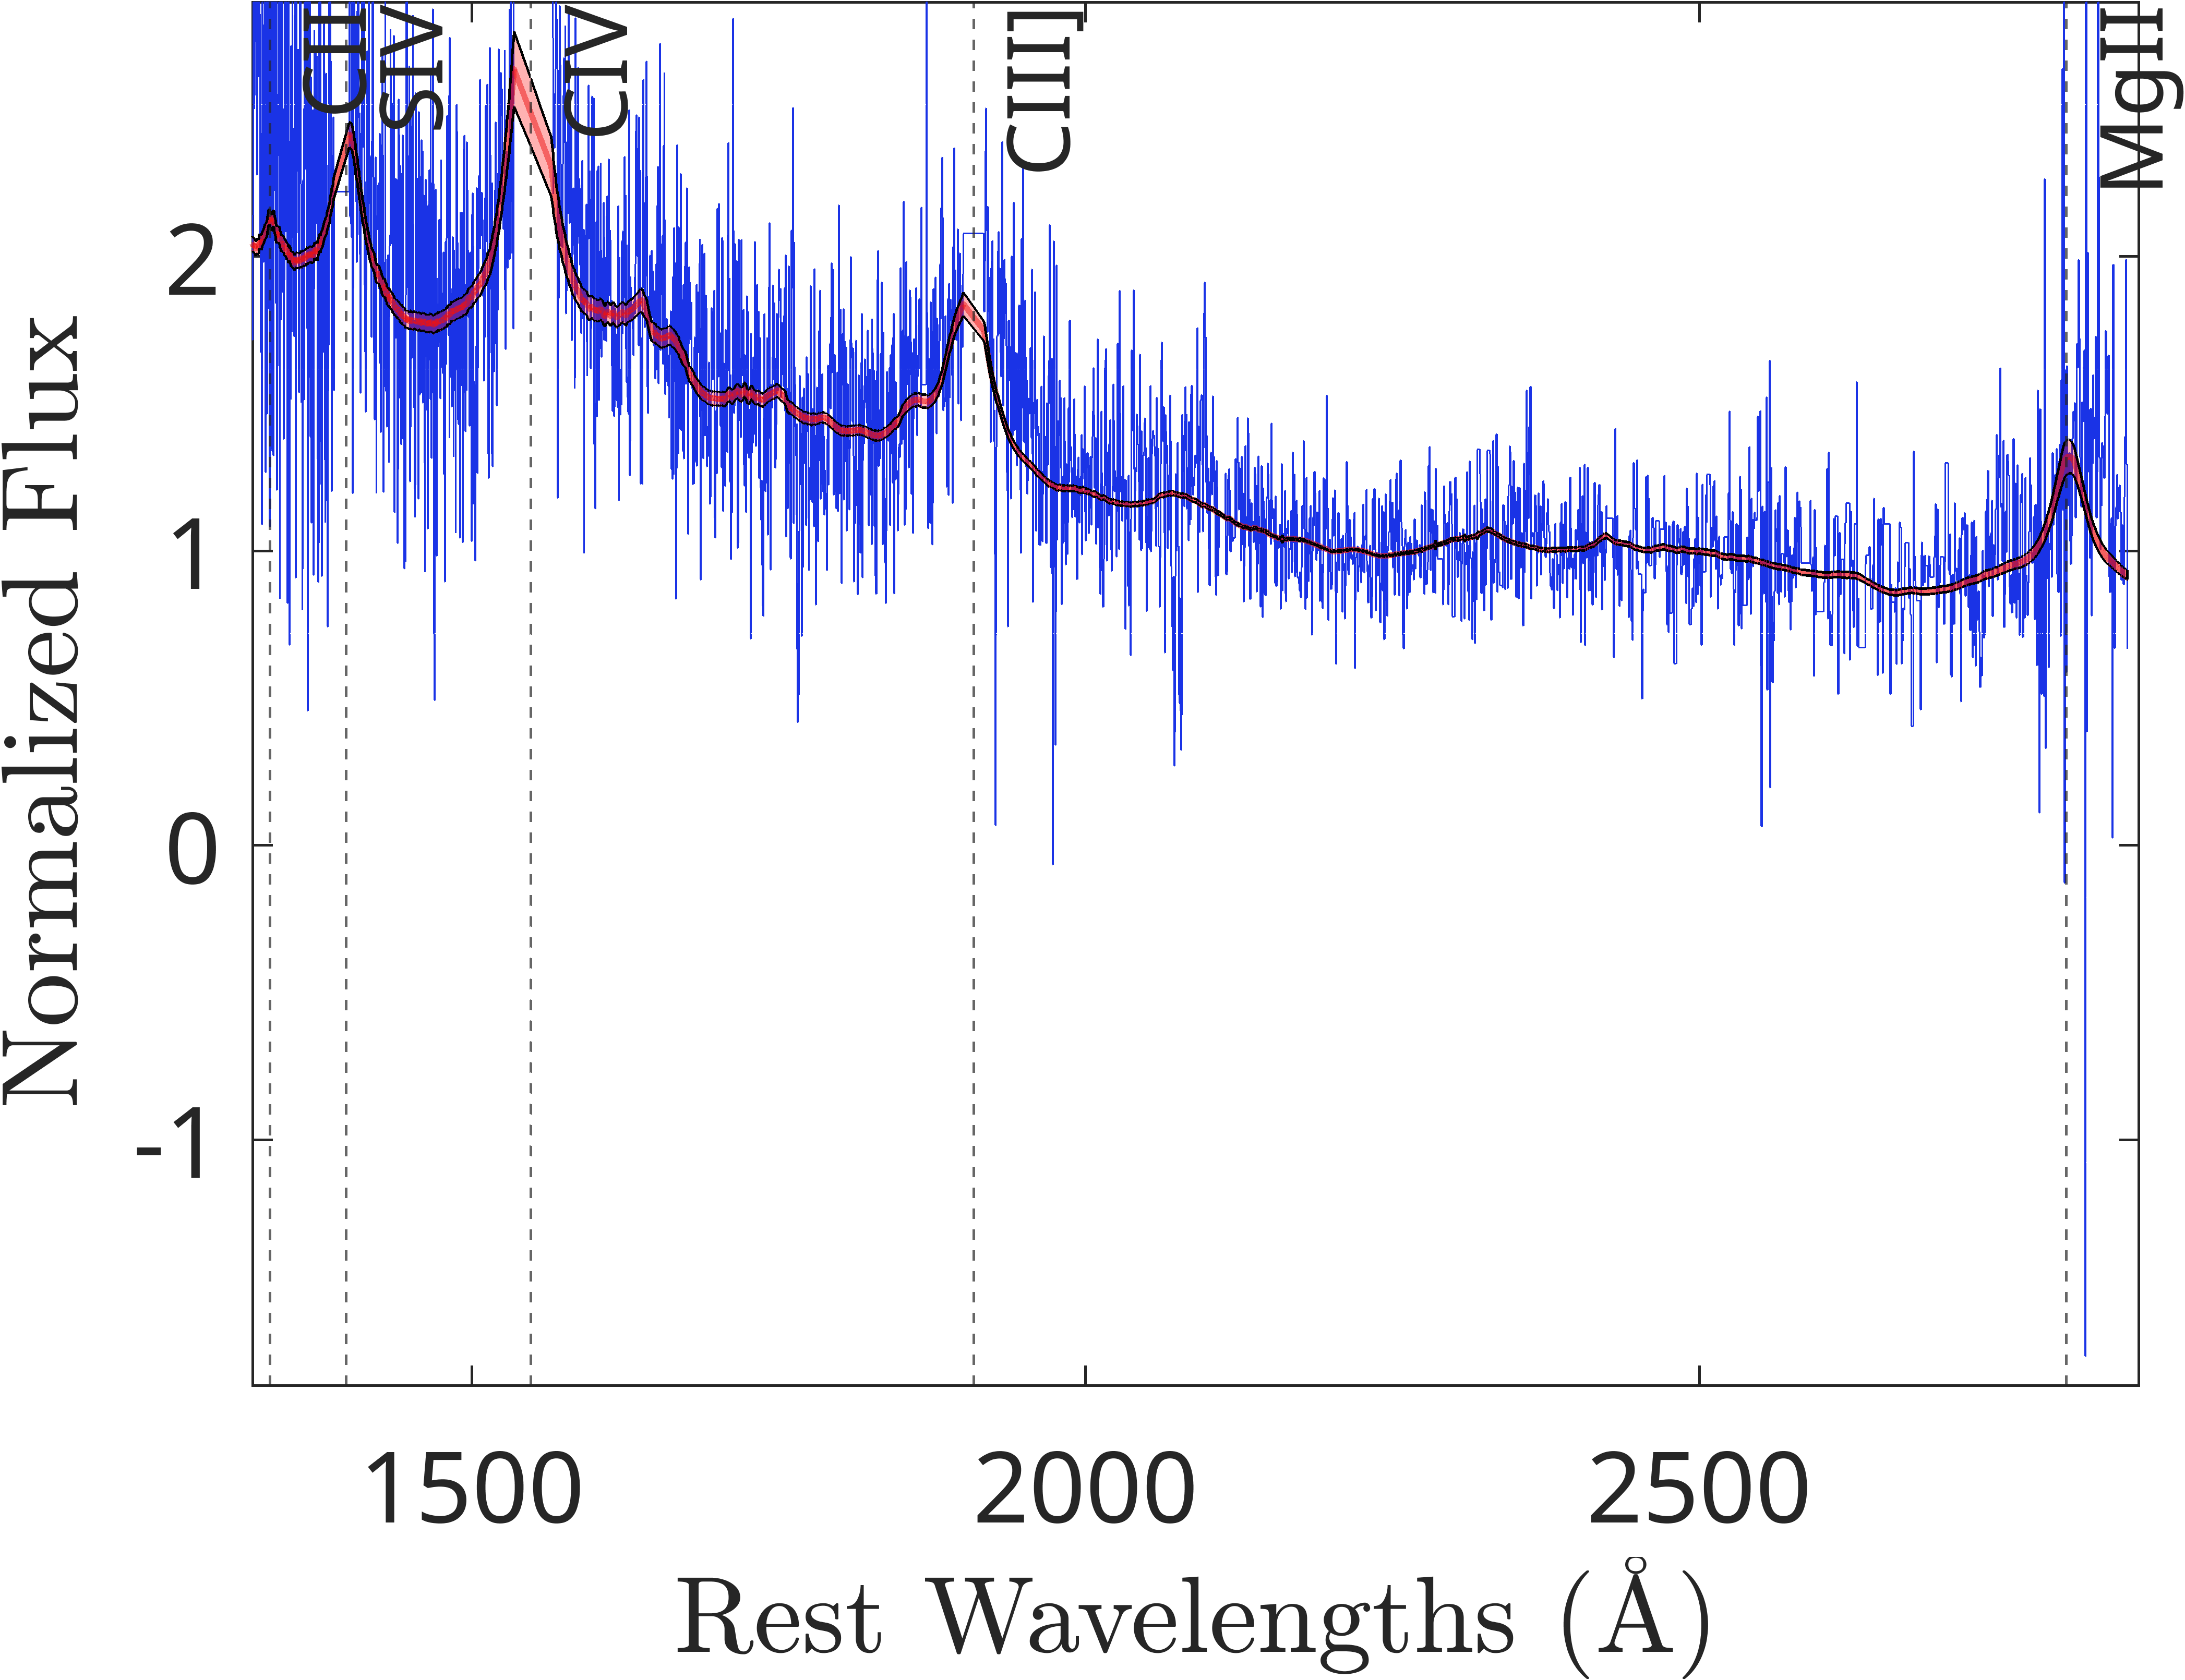 CII
SIV
CIV
CIII]
MgII
Normalized Flux
2
1
0
-1
1500
2000
2500
Rest Wavelengths (Å)